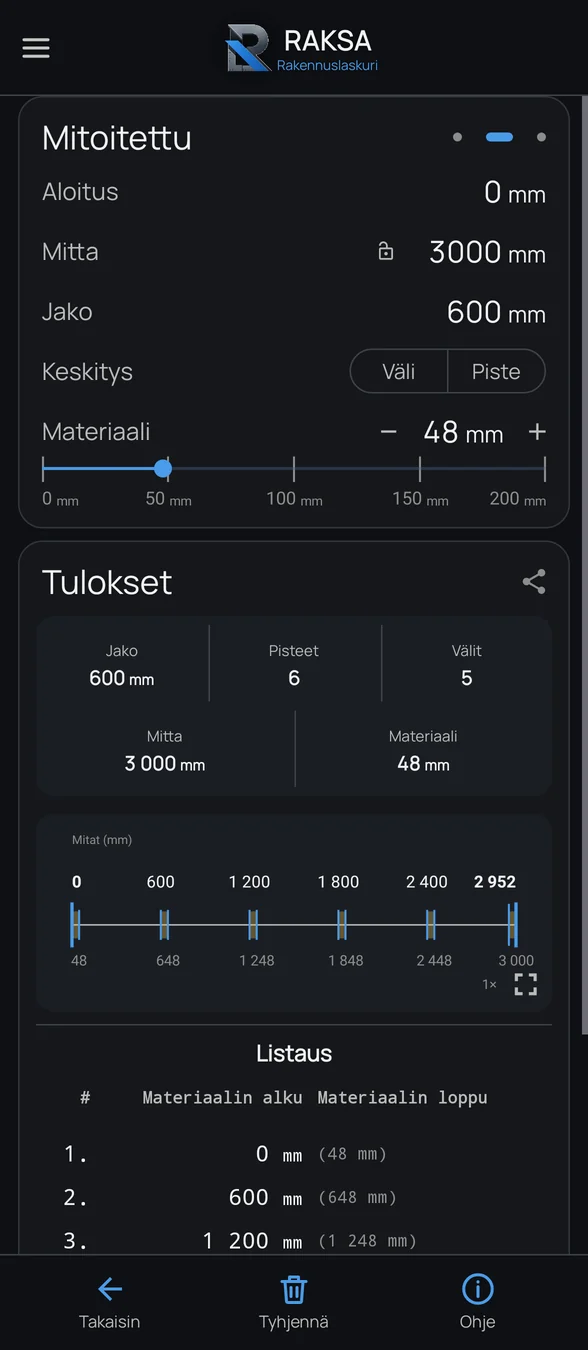 RAKSA
Rakennuslaskuri
Mitoitettu
Aloitus 0 mm
Mitta 3000 mm
Jako 600 mm
Keskitys Väli Piste
Materiaali − 48 mm +
0 mm 50 mm 100 mm 150 mm 200 mm
Tulokset
Jako Pisteet Välit
600 mm 6 5
Mitta Materiaali
3 000 mm 48 mm
Mitat (mm)
0 600 1 200 1 800 2 400 2 952
48 648 1 248 1 848 2 448 3 000
1×
Listaus
# Materiaalin alku Materiaalin loppu
1. 0 mm (48 mm)
2. 600 mm (648 mm)
3. 1 200 mm (1 248 mm)
Takaisin Tyhjennä Ohje